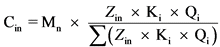 C_in = M_n × (Z_in × K_i × Q_i) / ∑(Z_in × K_i × Q_i)